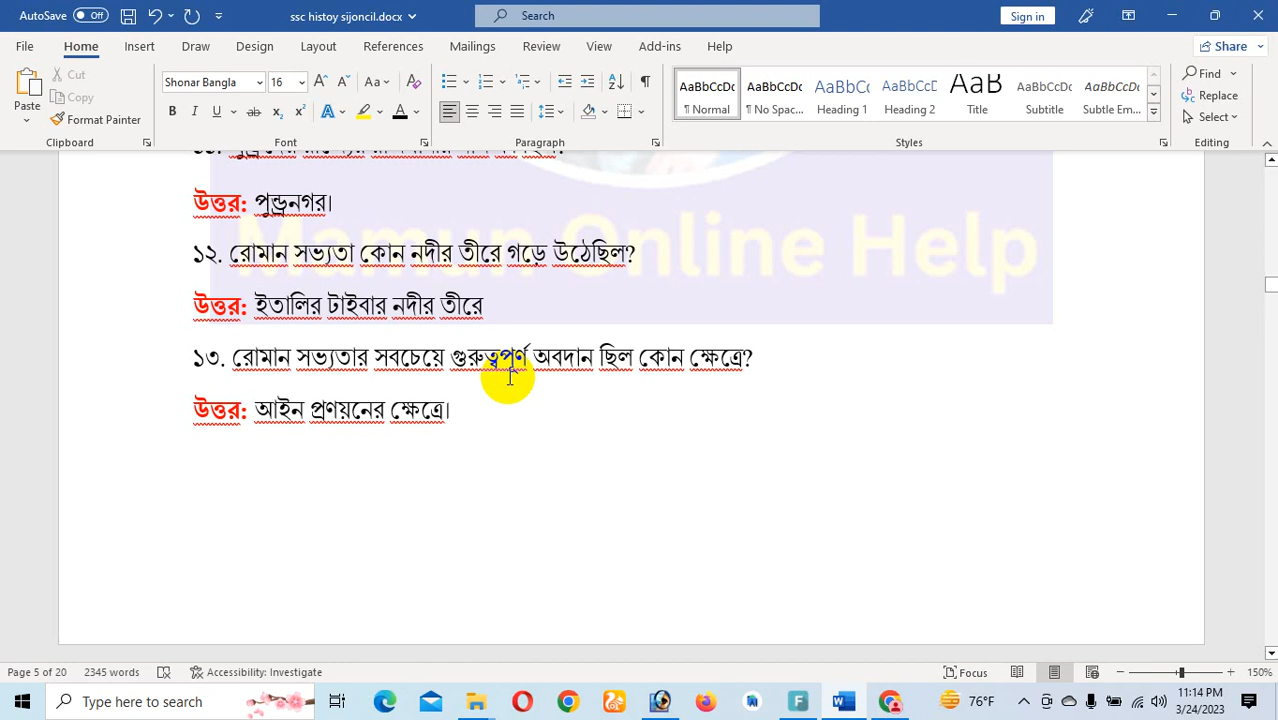 AutoSave Off ssc histoy sijoncil.docx Search Sign in
File Home Insert Draw Design Layout References Mailings Review View Add-ins Help Share
Paste Cut Copy Format Painter Clipboard
Shonar Bangla 16 Aa B I U ab x₂ x² A Font
Paragraph
AaBbCcDc ¶ Normal AaBbCcDc ¶ No Spac... AaBbCc Heading 1 AaBbCcD Heading 2 AaB Title AaBbCcD Subtitle AaBbCcDc Subtle Em... Styles
Find Replace Select Editing
উত্তর: পুন্ড্রনগর।
Mamun Online Help
১২. রোমান সভ্যতা কোন নদীর তীরে গড়ে উঠেছিল?
উত্তর: ইতালির টাইবার নদীর তীরে
১৩. রোমান সভ্যতার সবচেয়ে গুরুত্বপূর্ণ অবদান ছিল কোন ক্ষেত্রে?
উত্তর: আইন প্রণয়নের ক্ষেত্রে।
Page 5 of 20 2345 words Accessibility: Investigate Focus 150%
Type here to search 76°F 11:14 PM
3/24/2023